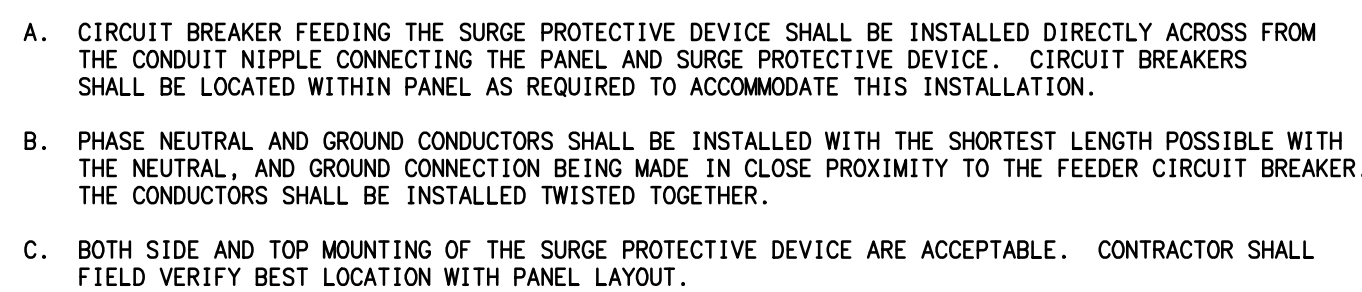 A. CIRCUIT BREAKER FEEDING THE SURGE PROTECTIVE DEVICE SHALL BE INSTALLED DIRECTLY ACROSS FROM
THE CONDUIT NIPPLE CONNECTING THE PANEL AND SURGE PROTECTIVE DEVICE. CIRCUIT BREAKERS
SHALL BE LOCATED WITHIN PANEL AS REQUIRED TO ACCOMMODATE THIS INSTALLATION.
B. PHASE NEUTRAL AND GROUND CONDUCTORS SHALL BE INSTALLED WITH THE SHORTEST LENGTH POSSIBLE WITH
THE NEUTRAL, AND GROUND CONNECTION BEING MADE IN CLOSE PROXIMITY TO THE FEEDER CIRCUIT BREAKER.
THE CONDUCTORS SHALL BE INSTALLED TWISTED TOGETHER.
C. BOTH SIDE AND TOP MOUNTING OF THE SURGE PROTECTIVE DEVICE ARE ACCEPTABLE. CONTRACTOR SHALL
FIELD VERIFY BEST LOCATION WITH PANEL LAYOUT.